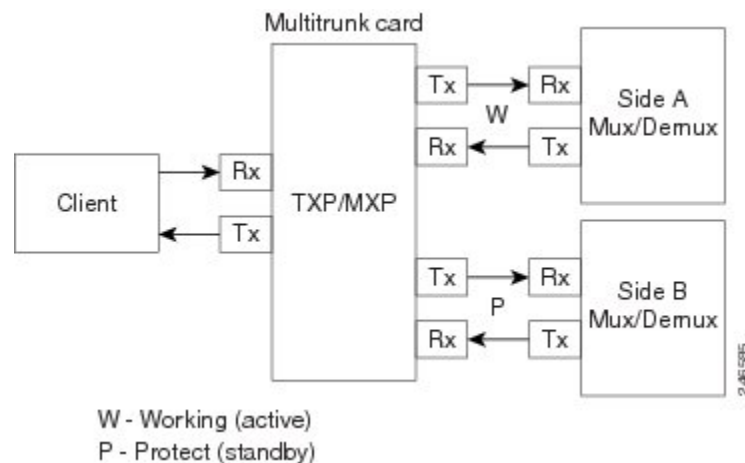 Multitrunk card
Client
Rx
Tx
TXP/MXP
Tx
Rx
W
Rx
Tx
Side A
Mux/Demux
Tx
Rx
P
Rx
Tx
Side B
Mux/Demux
W - Working (active)
P - Protect (standby)
246595